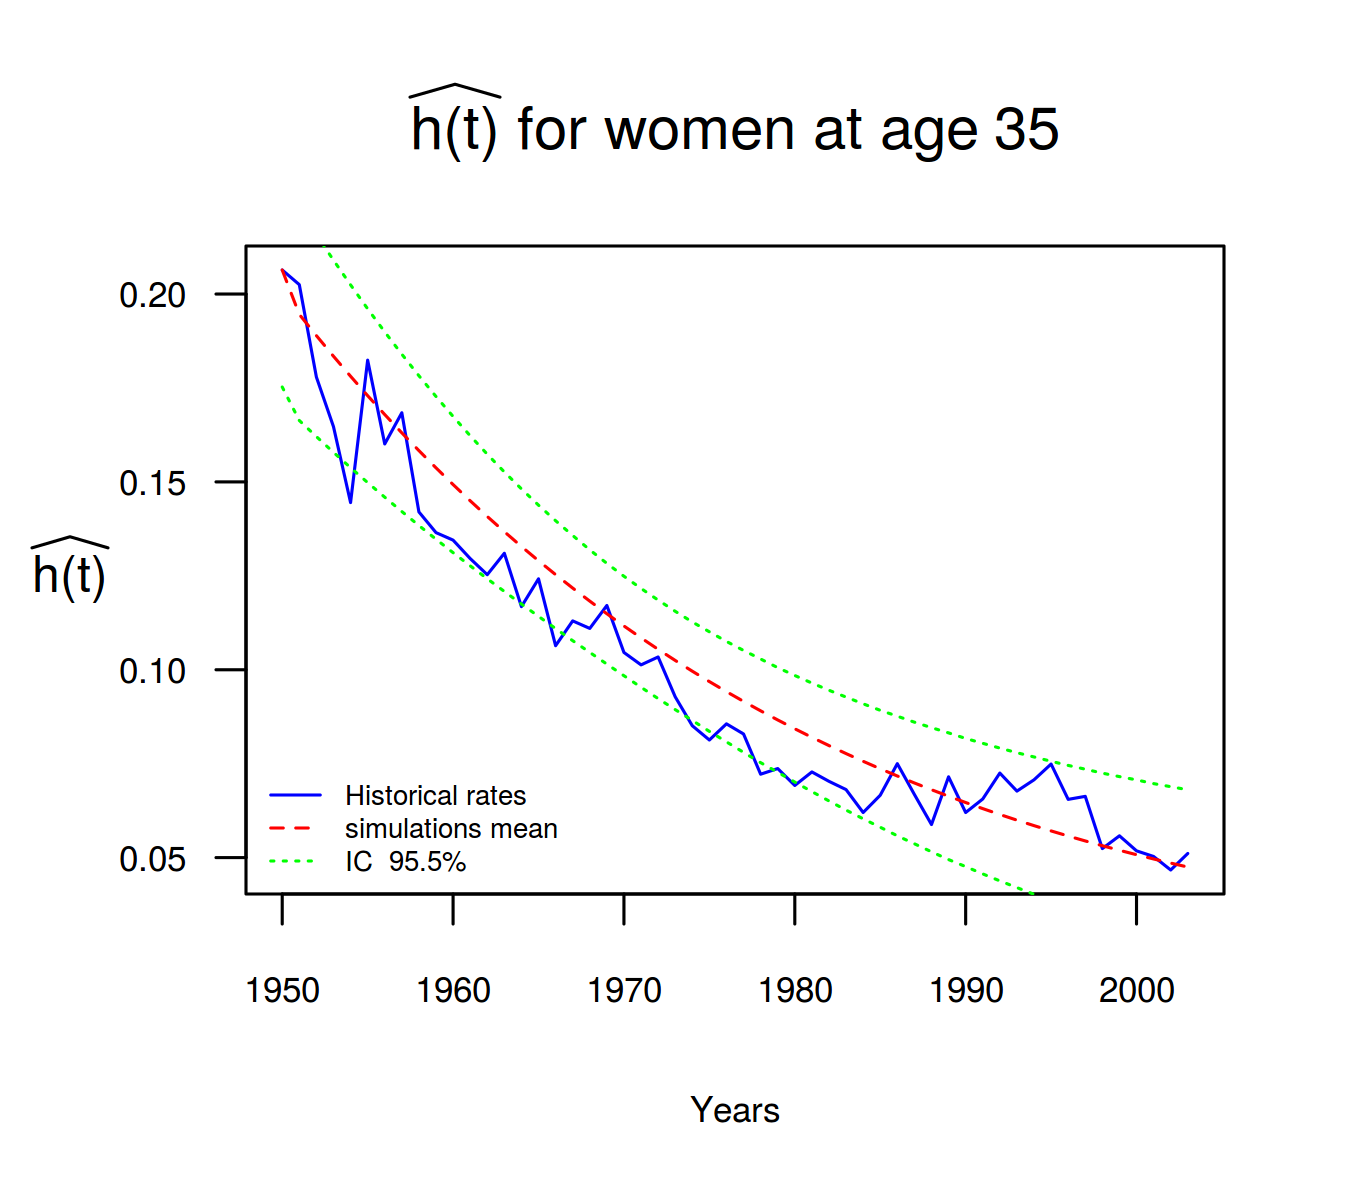 h(t) for women at age 35
0.20
0.15
0.10
0.05
h(t)
Historical rates
simulations mean
IC 95.5%
1950 1960 1970 1980 1990 2000
Years